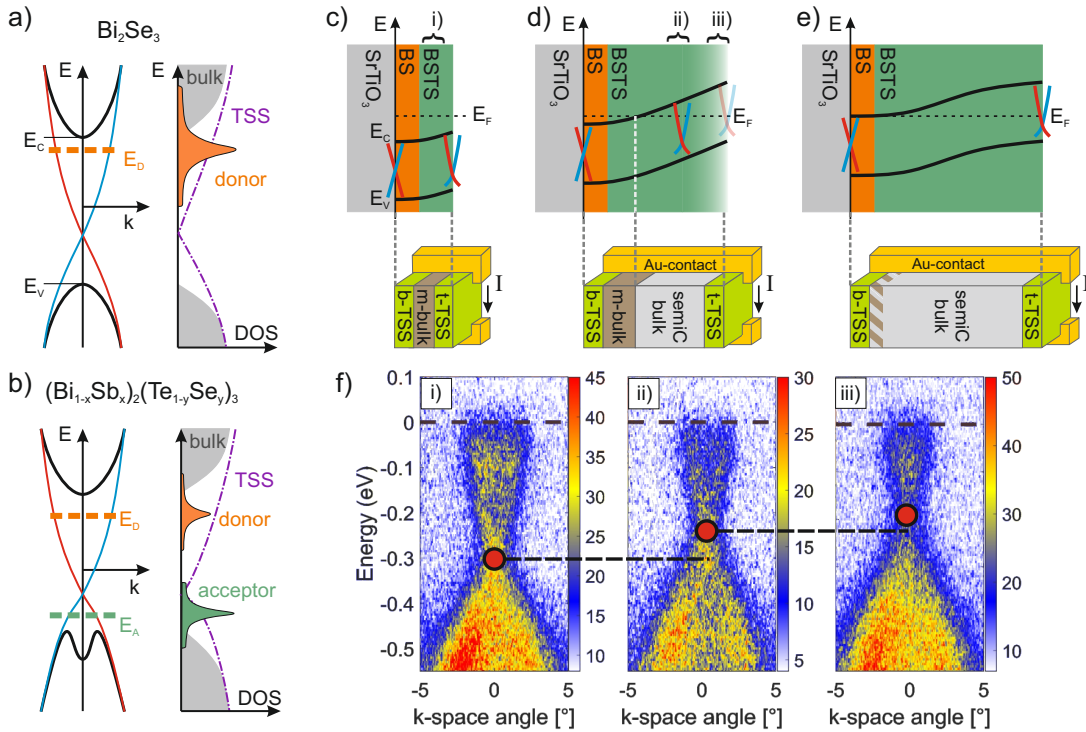 a)
Bi2Se3
E
E
bulk
TSS
EC
ED
donor
k
EV
DOS
b)
(Bi1-xSbx)2(Te1-ySey)3
E
E
bulk
TSS
ED
donor
k
acceptor
EA
DOS
c)
E
i)
SrTiO3
BS
BSTS
EF
EC
EV
b-TSS
m-bulk
t-TSS
I
d)
E
ii)
iii)
SrTiO3
BS
BSTS
EF
Au-contact
b-TSS
m-bulk
semiC
bulk
t-TSS
I
e)
E
SrTiO3
BS
BSTS
EF
Au-contact
b-TSS
semiC
bulk
t-TSS
I
f)
i)
ii)
iii)
Energy (eV)
0.1
0
-0.1
-0.2
-0.3
-0.4
-0.5
45
40
35
30
25
20
15
10
30
25
20
15
10
5
50
40
30
20
10
-5
0
5
-5
0
5
-5
0
5
k-space angle [°]
k-space angle [°]
k-space angle [°]